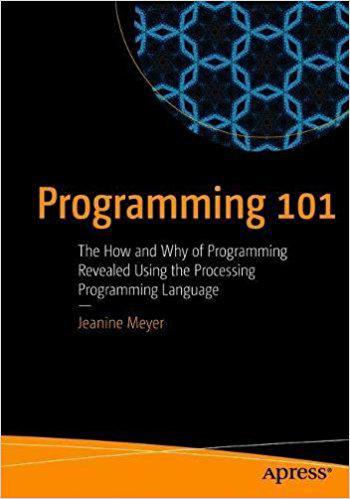 Programming 101
The How and Why of Programming
Revealed Using the Processing
Programming Language
—
Jeanine Meyer
Apress®